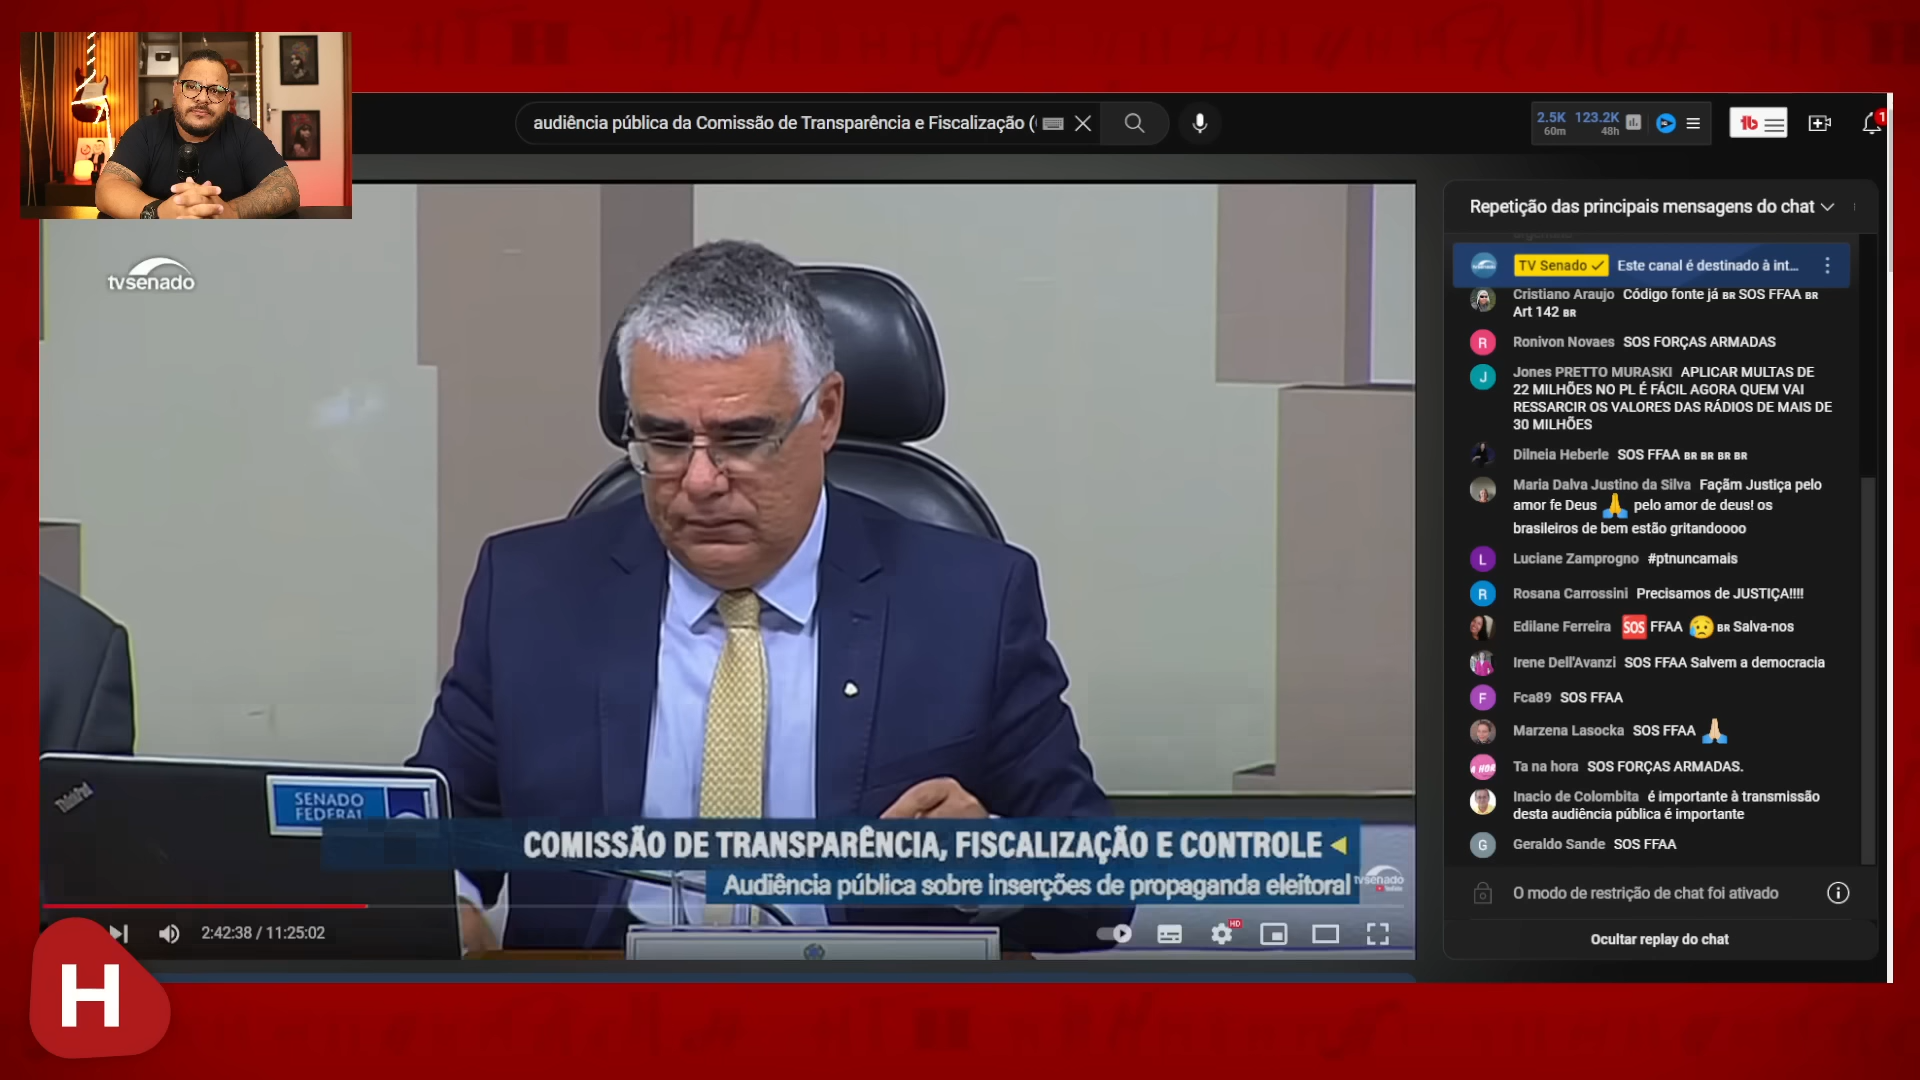 audiência pública da Comissão de Transparência e Fiscalização (
2.5K 123.2K
60m 48h
1
tvsenado
Repetição das principais mensagens do chat
TV Senado Este canal é destinado à int...
Cristiano Araujo Código fonte já BR SOS FFAA BR
Art 142 BR
R Ronivon Novaes SOS FORÇAS ARMADAS
J Jones PRETTO MURASKI APLICAR MULTAS DE
22 MILHÕES NO PL É FÁCIL AGORA QUEM VAI
RESSARCIR OS VALORES DAS RÁDIOS DE MAIS DE
30 MILHÕES
Dilneia Heberle SOS FFAA BR BR BR BR
Maria Dalva Justino da Silva Façãm Justiça pelo
amor fe Deus 🙏 pelo amor de deus! os
brasileiros de bem estão gritandoooo
L Luciane Zamprogno #ptnuncamais
R Rosana Carrossini Precisamos de JUSTIÇA!!!!
Edilane Ferreira 🆘 FFAA 😥 BR Salva-nos
Irene Dell'Avanzi SOS FFAA Salvem a democracia
F Fca89 SOS FFAA
Marzena Lasocka SOS FFAA 🙏🏻
Ta na hora SOS FORÇAS ARMADAS.
Inacio de Colombita é importante à transmissão
desta audiência pública é importante
G Geraldo Sande SOS FFAA
O modo de restrição de chat foi ativado
Ocultar replay do chat
ThinkPad
SENADO
FEDERAL
COMISSÃO DE TRANSPARÊNCIA, FISCALIZAÇÃO E CONTROLE
Audiência pública sobre inserções de propaganda eleitoral
tvsenado
2:42:38 / 11:25:02
HD
H